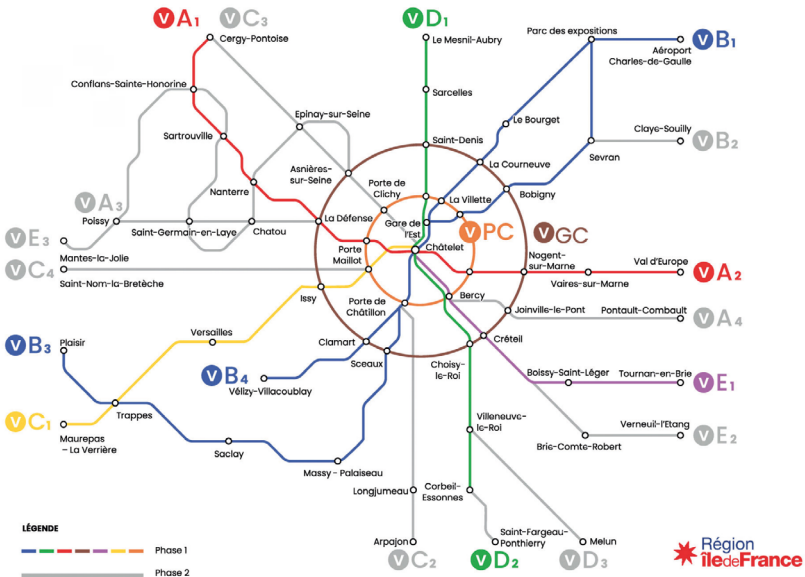 V A1
V C3
V D1
Cergy-Pontoise
Le Mesnil-Aubry
Parc des expositions
V B1
Aéroport
Charles-de-Gaulle
Conflans-Sainte-Honorine
Sarcelles
Epinay-sur-Seine
Le Bourget
Claye-Souilly
V B2
Sartrouville
Saint-Denis
La Courneuve
Sevran
Asnières-
sur-Seine
Nanterre
Porte de
Clichy
La Villette
Bobigny
V A3
Poissy
Saint-Germain-en-Laye
Chatou
La Défense
Gare de
l'Est
V PC
V GC
V E3
Mantes-la-Jolie
Porte
Maillot
Châtelet
Nogent-
sur-Marne
Val d'Europe
V A2
V C4
Saint-Nom-la-Bretèche
Vaires-sur-Marne
Issy
Porte de
Châtillon
Bercy
Joinville-le-Pont
Pontault-Combault
V A4
Versailles
V B3
Plaisir
Clamart
Sceaux
Créteil
Choisy-
le-Roi
V B4
Vélizy-Villacoublay
Boissy-Saint-Léger
Tournan-en-Brie
V E1
Trappes
V C1
Maurepas
– La Verrière
Villeneuve-
le-Roi
Verneuil-l'Etang
V E2
Brie-Comte-Robert
Saclay
Massy - Palaiseau
Longjumeau
Corbeil-
Essonnes
LÉGENDE
Phase 1
Phase 2
Arpajon
V C2
Saint-Fargeau-
Ponthierry
V D2
V D3
Melun
Région
îledeFrance